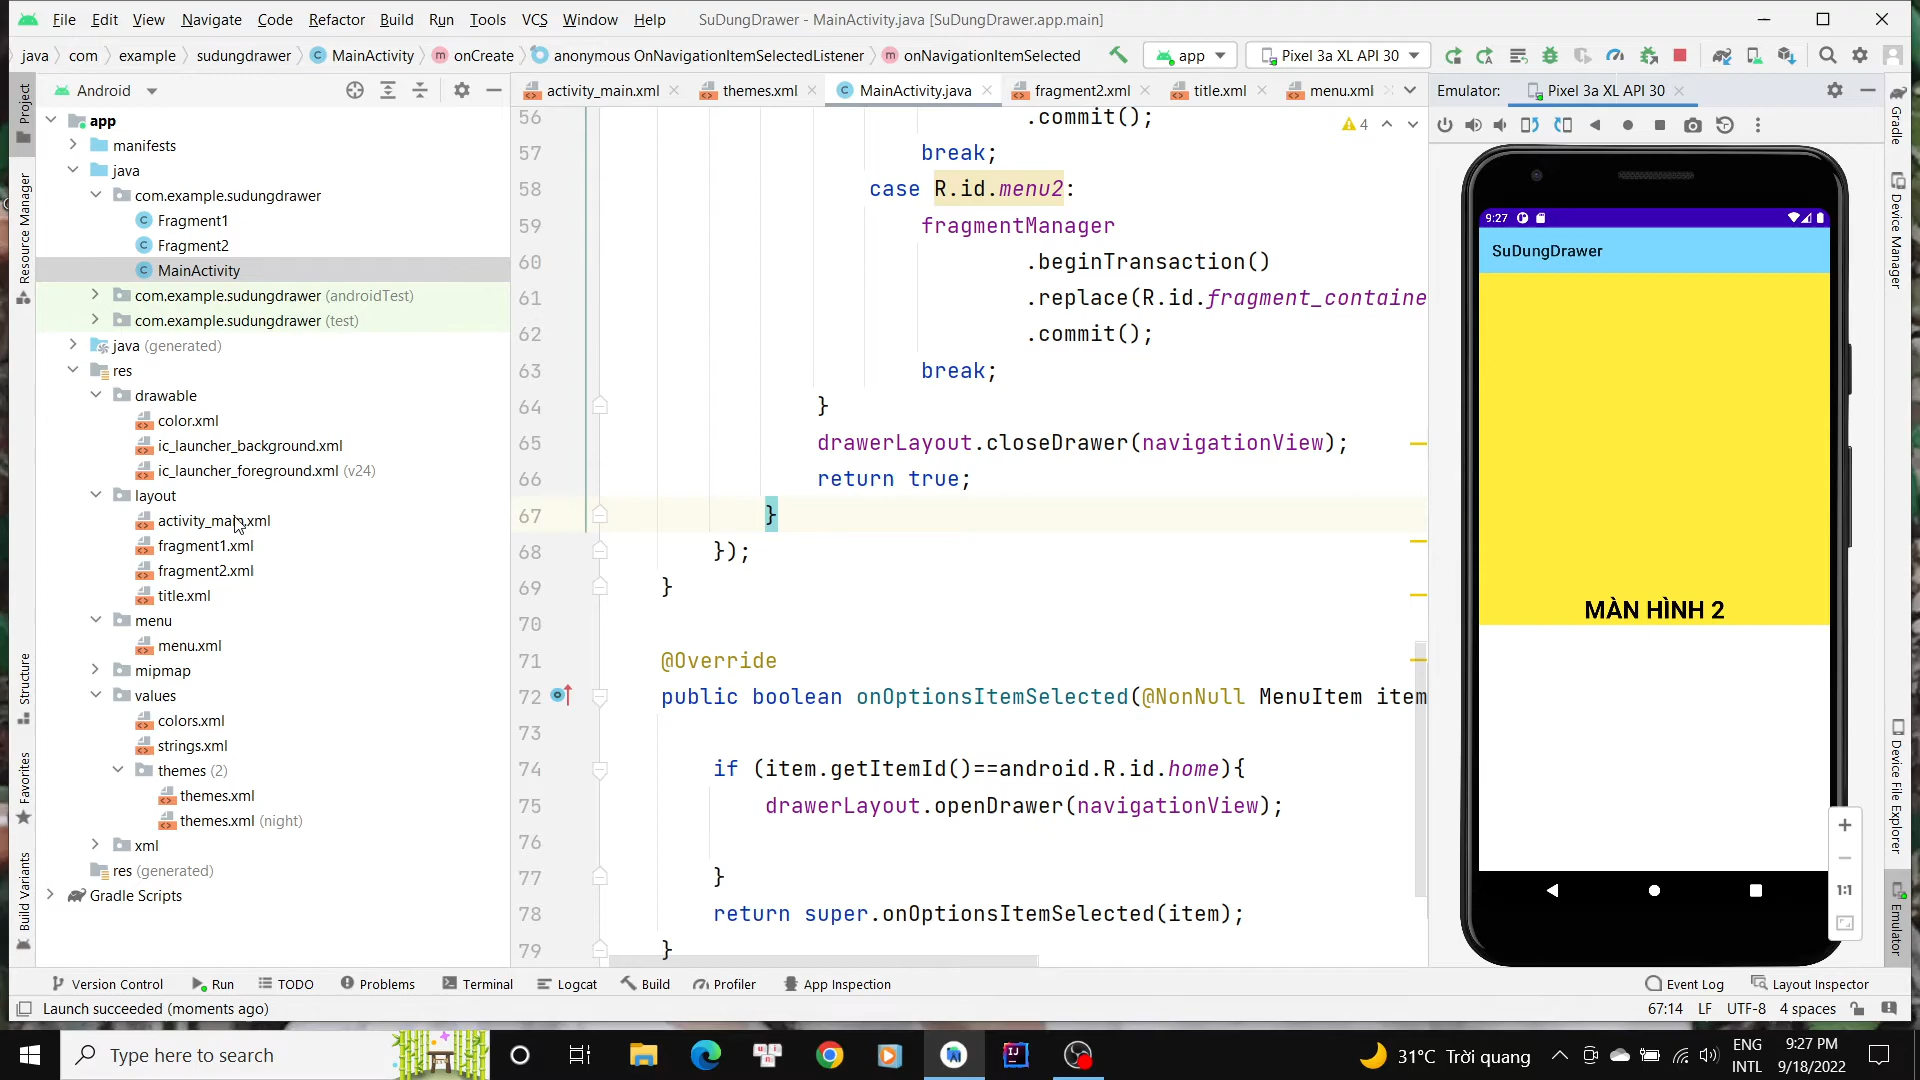 File Edit View Navigate Code Refactor Build Run Tools VCS Window Help SuDungDrawer - MainActivity.java [SuDungDrawer.app.main]
java com example sudungdrawer MainActivity onCreate anonymous OnNavigationItemSelectedListener onNavigationItemSelected app Pixel 3a XL API 30
Android
activity_main.xml themes.xml MainActivity.java fragment2.xml title.xml menu.xml Emulator: Pixel 3a XL API 30
Project
Resource Manager
Structure
Favorites
Build Variants
app
manifests
java
com.example.sudungdrawer
Fragment1
Fragment2
MainActivity
com.example.sudungdrawer (androidTest)
com.example.sudungdrawer (test)
java (generated)
res
drawable
color.xml
ic_launcher_background.xml
ic_launcher_foreground.xml (v24)
layout
activity_main.xml
fragment1.xml
fragment2.xml
title.xml
menu
menu.xml
mipmap
values
colors.xml
strings.xml
themes (2)
themes.xml
themes.xml (night)
xml
res (generated)
Gradle Scripts
4
56 .commit();
57 break;
58 case R.id.menu2:
59 fragmentManager
60 .beginTransaction()
61 .replace(R.id.fragment_containe
62 .commit();
63 break;
64 }
65 drawerLayout.closeDrawer(navigationView);
66 return true;
67 }
68 });
69 }
70
71 @Override
72 public boolean onOptionsItemSelected(@NonNull MenuItem item
73
74 if (item.getItemId()==android.R.id.home){
75 drawerLayout.openDrawer(navigationView);
76
77 }
78 return super.onOptionsItemSelected(item);
79 }
9:27
SuDungDrawer
MÀN HÌNH 2
1:1
Gradle
Device Manager
Device File Explorer
Emulator
Version Control Run TODO Problems Terminal Logcat Build Profiler App Inspection Event Log Layout Inspector
Launch succeeded (moments ago) 67:14 LF UTF-8 4 spaces
Type here to search 31°C Trời quang ENG 9:27 PM
INTL 9/18/2022